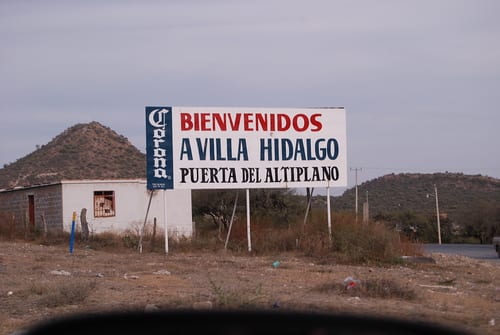 Corona
BIENVENIDOS
A VILLA HIDALGO
PUERTA DEL ALTIPLANO